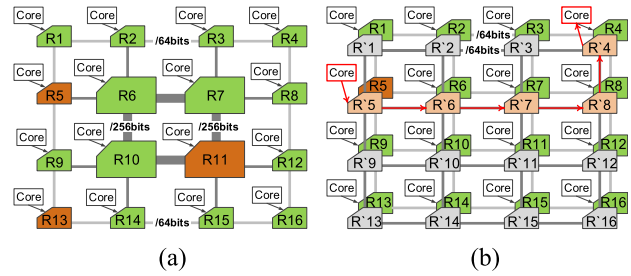 Core Core Core Core
R1 R2 R3 R4
/64bits
Core Core Core Core
R5 R6 R7 R8
/256bits /256bits
Core Core Core Core
R9 R10 R11 R12
Core Core Core Core
R13 R14 R15 R16
/64bits
(a)
Core Core Core Core
R1 R2 R3 R4
/64bits
R`1 R`2 R`3 R`4
/64bits
Core Core Core Core
R5 R6 R7 R8
R`5 R`6 R`7 R`8
Core Core Core Core
R9 R10 R11 R12
R`9 R`10 R`11 R`12
Core Core Core Core
R13 R14 R15 R16
R`13 R`14 R`15 R`16
(b)